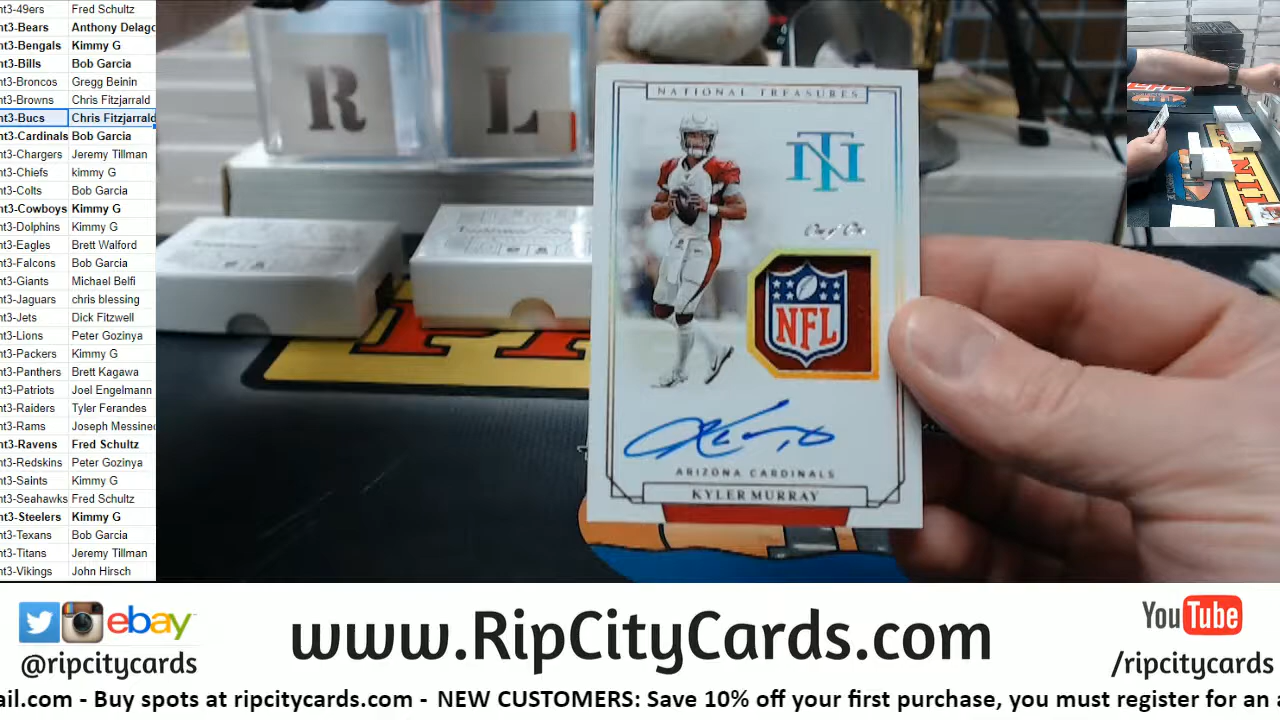 nt3-49ers Fred Schultz
nt3-Bears Anthony Delago
nt3-Bengals Kimmy G
nt3-Bills Bob Garcia
nt3-Broncos Gregg Beinin
nt3-Browns Chris Fitzjarrald
nt3-Bucs Chris Fitzjarrald
nt3-Cardinals Bob Garcia
nt3-Chargers Jeremy Tillman
nt3-Chiefs kimmy G
nt3-Colts Bob Garcia
nt3-Cowboys Kimmy G
nt3-Dolphins Kimmy G
nt3-Eagles Brett Walford
nt3-Falcons Bob Garcia
nt3-Giants Michael Belfi
nt3-Jaguars chris blessing
nt3-Jets Dick Fitzwell
nt3-Lions Peter Gozinya
nt3-Packers Kimmy G
nt3-Panthers Brett Kagawa
nt3-Patriots Joel Engelmann
nt3-Raiders Tyler Ferandes
nt3-Rams Joseph Messineo
nt3-Ravens Fred Schultz
nt3-Redskins Peter Gozinya
nt3-Saints Kimmy G
nt3-Seahawks Fred Schultz
nt3-Steelers Kimmy G
nt3-Texans Bob Garcia
nt3-Titans Jeremy Tillman
nt3-Vikings John Hirsch
R L
NATIONAL TREASURES
NT
One of One
NFL
ARIZONA CARDINALS
KYLER MURRAY
ebay
@ripcitycards
www.RipCityCards.com
YouTube
/ripcitycards
ail.com - Buy spots at ripcitycards.com - NEW CUSTOMERS: Save 10% off your first purchase, you must register for an a